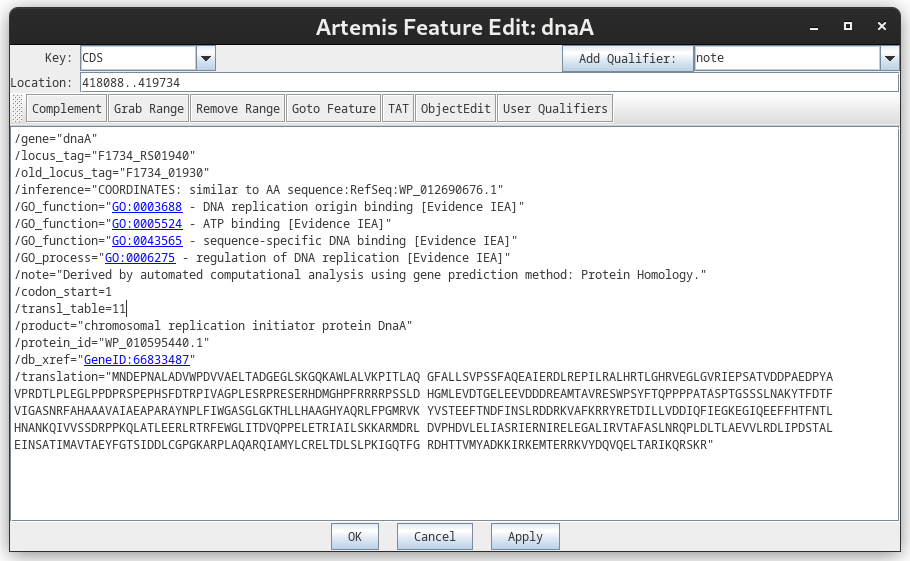 Artemis Feature Edit: dnaA
Key: CDS Add Qualifier: note
Location: 418088..419734
Complement Grab Range Remove Range Goto Feature TAT ObjectEdit User Qualifiers
/gene="dnaA"
/locus_tag="F1734_RS01940"
/old_locus_tag="F1734_01930"
/inference="COORDINATES: similar to AA sequence:RefSeq:WP_012690676.1"
/GO_function="GO:0003688 - DNA replication origin binding [Evidence IEA]"
/GO_function="GO:0005524 - ATP binding [Evidence IEA]"
/GO_function="GO:0043565 - sequence-specific DNA binding [Evidence IEA]"
/GO_process="GO:0006275 - regulation of DNA replication [Evidence IEA]"
/note="Derived by automated computational analysis using gene prediction method: Protein Homology."
/codon_start=1
/transl_table=11
/product="chromosomal replication initiator protein DnaA"
/protein_id="WP_010595440.1"
/db_xref="GeneID:66833487"
/translation="MNDEPNALADVWPDVVAELTADGEGLSKGQKAWLALVKPITLAQ GFALLSVPSSFAQEAIERDLREPILRALHRTLGHRVEGLGVRIEPSATVDDPAEDPYA
VPRDTLPLEGLPPDPRSPEPHSFDTRPIVAGPLESRPRESERHDMGHPFRRRRPSSLD HGMLEVDTGELEEVDDDREAMTAVRESWPSYFTQPPPPATASPTGSSSLNAKYTFDTF
VIGASNRFAHAAAVAIAEAPARAYNPLFIWGASGLGKTHLLHAAGHYAQRLFPGMRVK YVSTEEFTNDFINSLRDDRKVAFKRRYRETDILLVDDIQFIEGKEGIQEEFFHTFNTL
HNANKQIVVSSDRPPKQLATLEERLRTRFEWGLITDVQPPELETRIAILSKKARMDRL DVPHDVLELIASRIERNIRELEGALIRVTAFASLNRQPLDLTLAEVVLRDLIPDSTAL
EINSATIMAVTAEYFGTSIDDLCGPGKARPLAQARQIAMYLCRELTDLSLPKIGQTFG RDHTTVMYADKKIRKEMTERRKVYDQVQELTARIKQRSKR"
OK Cancel Apply